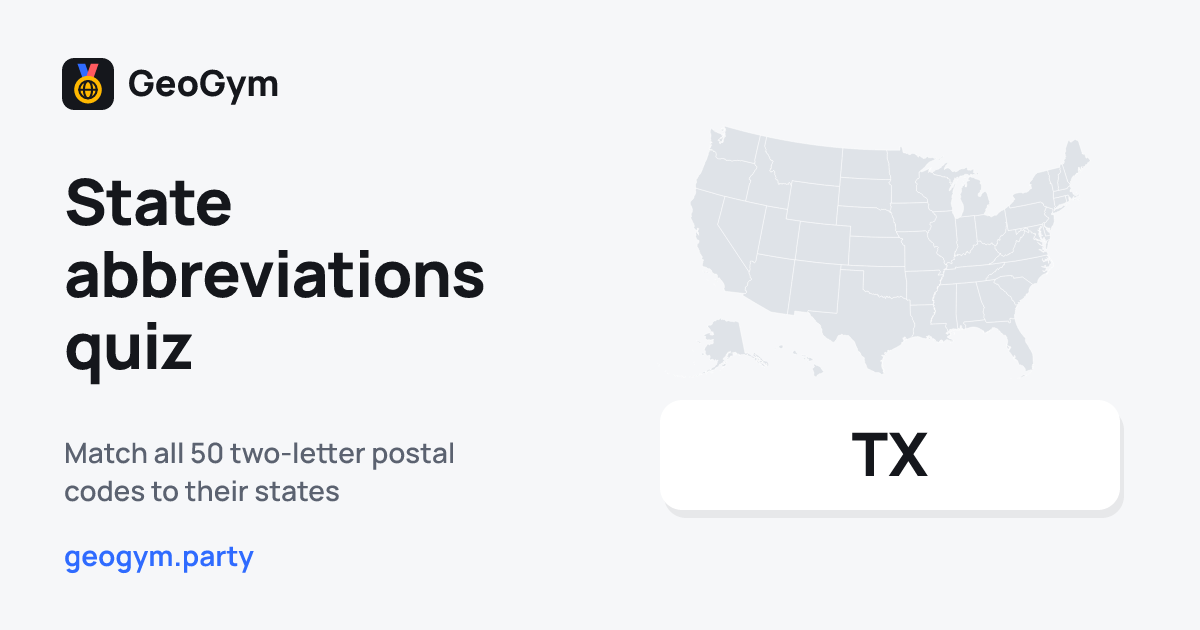 GeoGym
State
abbreviations
quiz
Match all 50 two-letter postal
codes to their states
geogym.party
TX